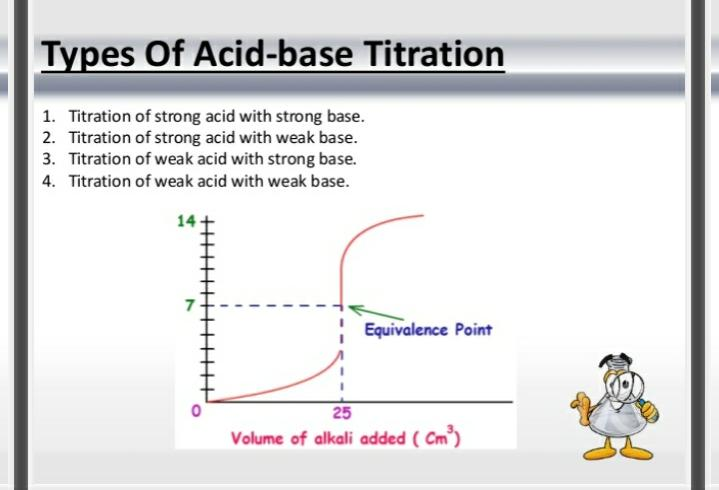 Types Of Acid-base Titration
1. Titration of strong acid with strong base.
2. Titration of strong acid with weak base.
3. Titration of weak acid with strong base.
4. Titration of weak acid with weak base.
14
7
Equivalence Point
0
25
Volume of alkali added ( Cm³)